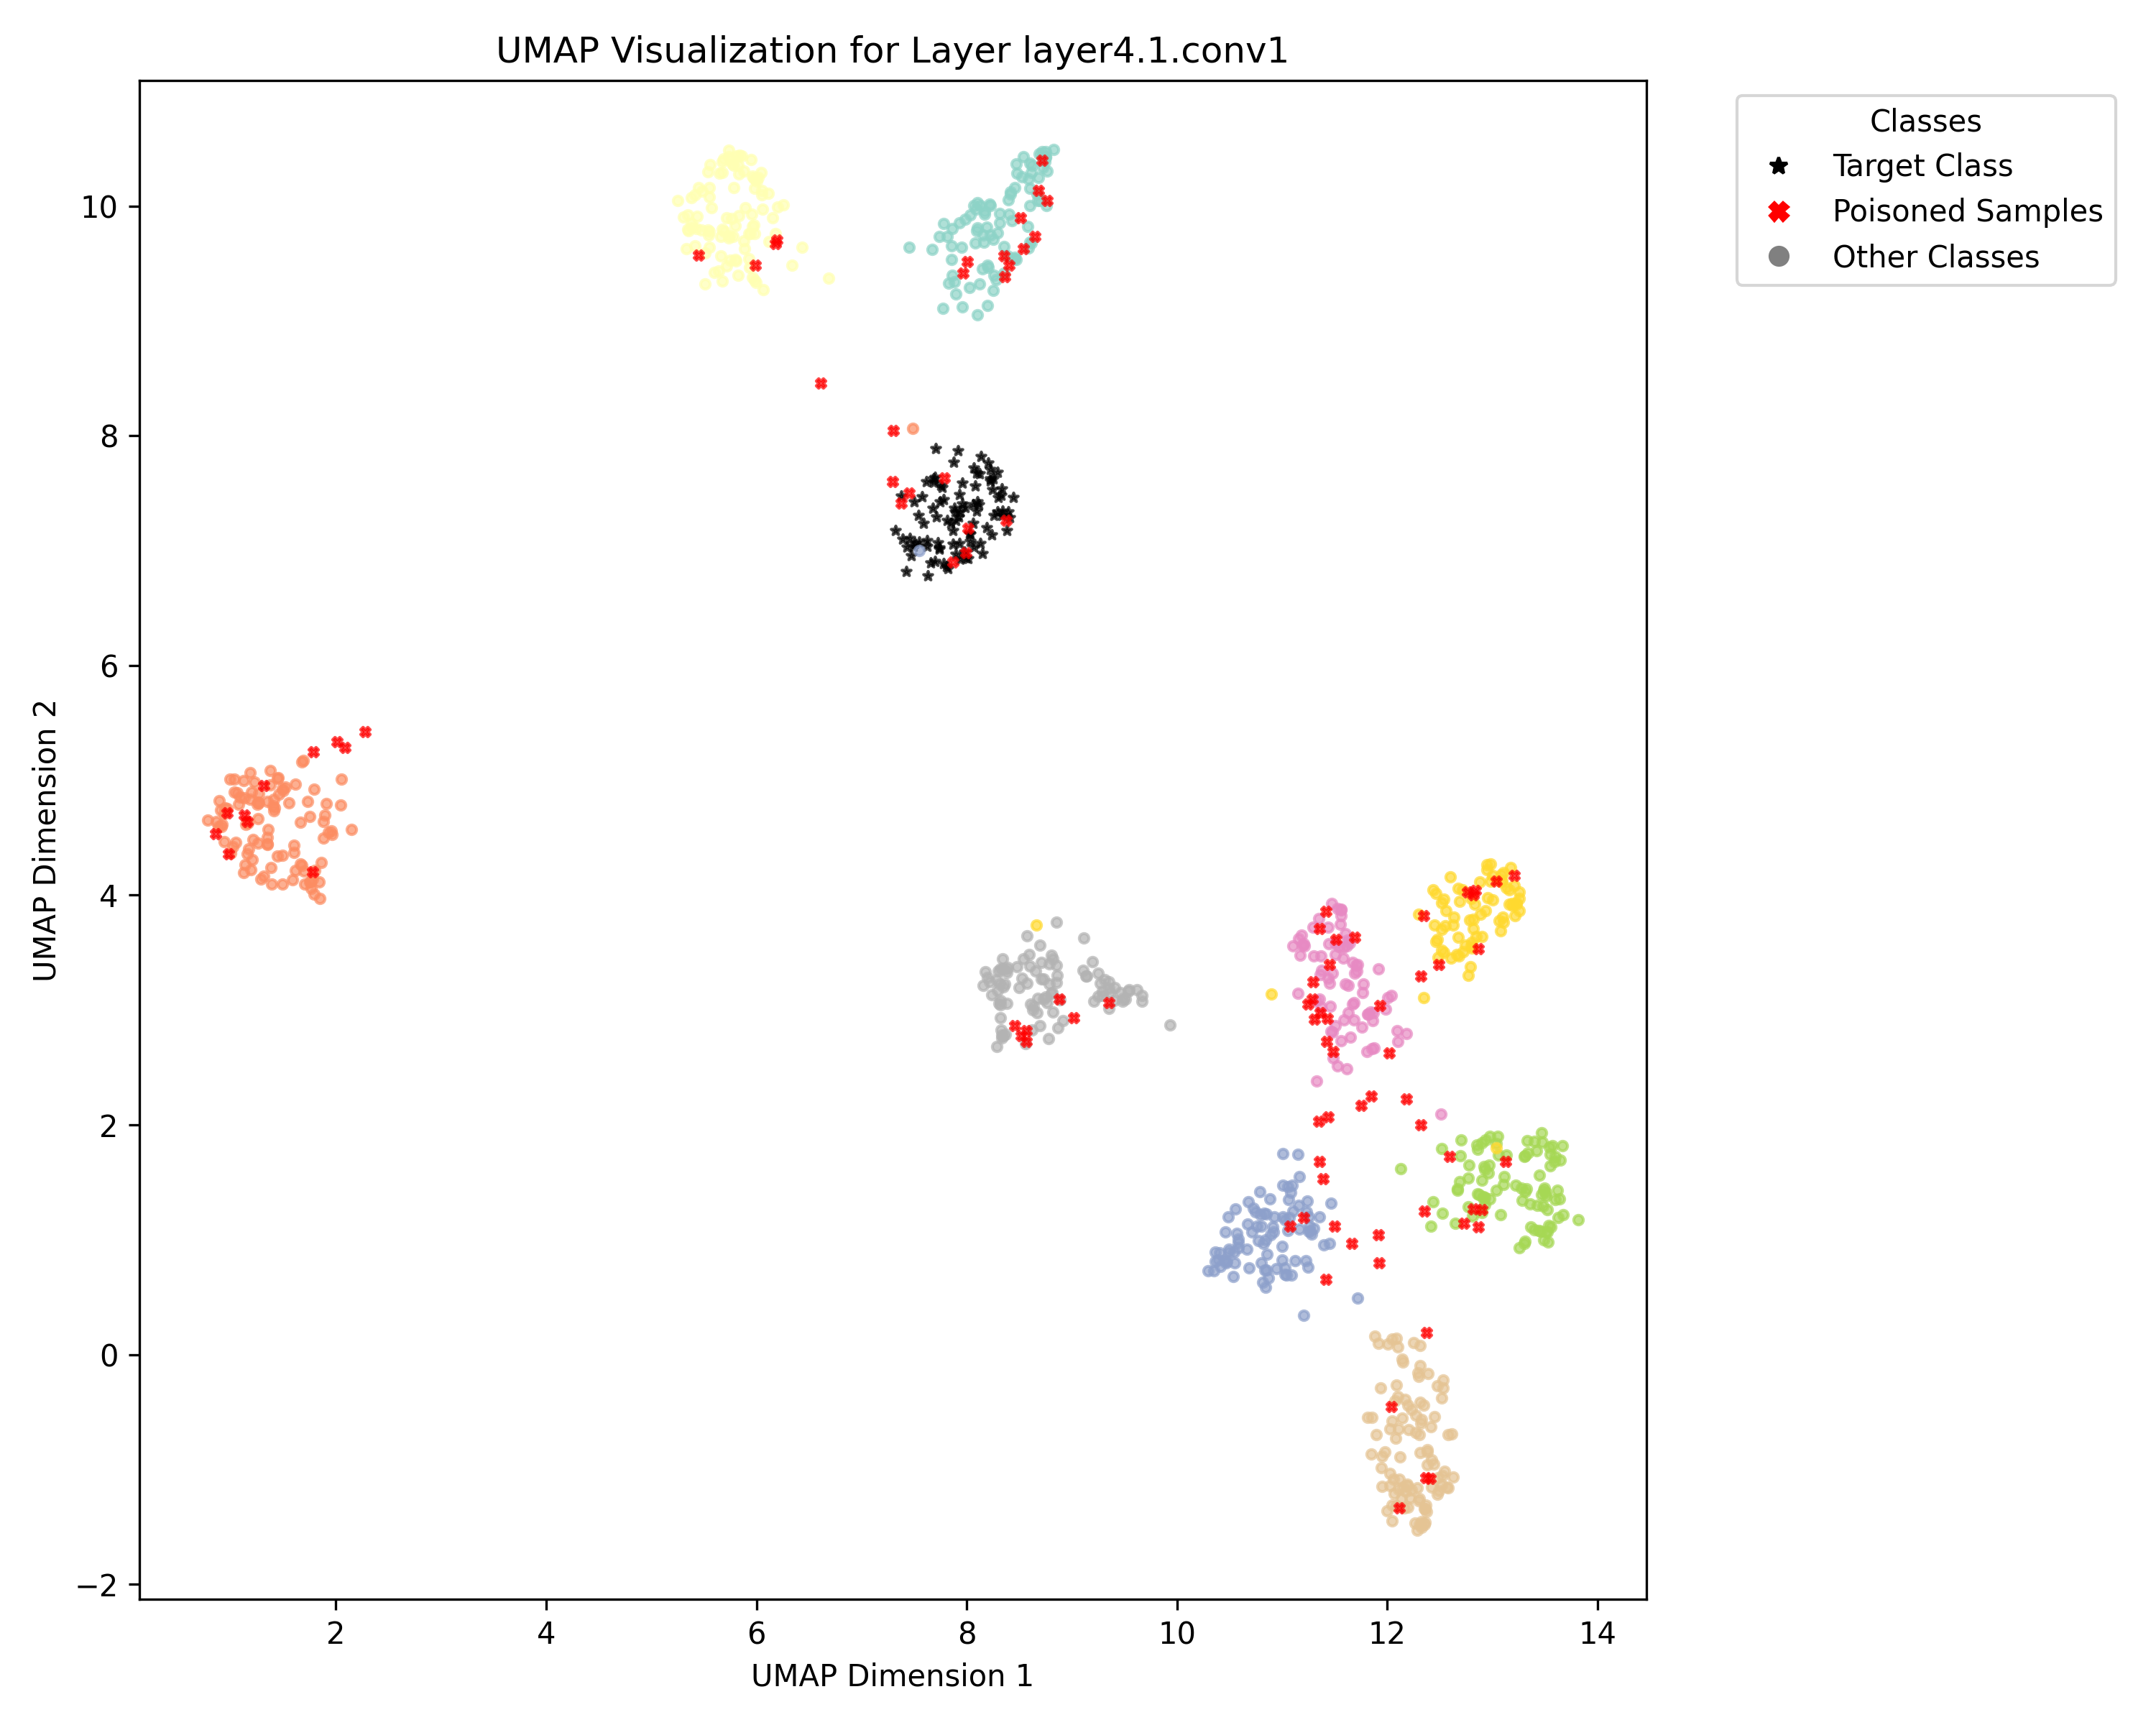 UMAP Visualization for Layer layer4.1.conv1
Classes
Target Class
Poisoned Samples
Other Classes
UMAP Dimension 2
10
8
6
4
2
0
−2
2
4
6
8
10
12
14
UMAP Dimension 1